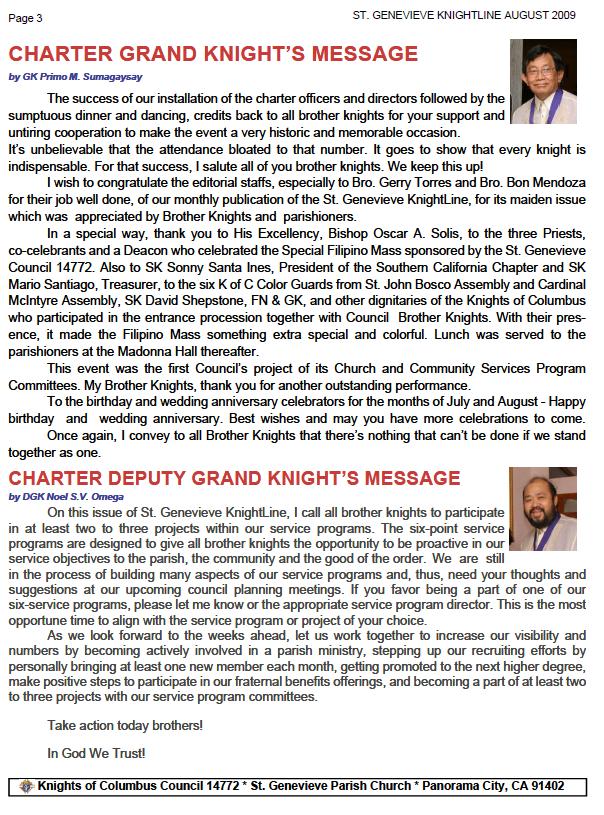 Page 3
ST. GENEVIEVE KNIGHTLINE AUGUST 2009
CHARTER GRAND KNIGHT'S MESSAGE
by GK Primo M. Sumagaysay
The success of our installation of the charter officers and directors followed by the
sumptuous dinner and dancing, credits back to all brother knights for your support and
untiring cooperation to make the event a very historic and memorable occasion.
It's unbelievable that the attendance bloated to that number. It goes to show that every knight is
indispensable. For that success, I salute all of you brother knights. We keep this up!
I wish to congratulate the editorial staffs, especially to Bro. Gerry Torres and Bro. Bon Mendoza
for their job well done, of our monthly publication of the St. Genevieve KnightLine, for its maiden issue
which was appreciated by Brother Knights and parishioners.
In a special way, thank you to His Excellency, Bishop Oscar A. Solis, to the three Priests,
co-celebrants and a Deacon who celebrated the Special Filipino Mass sponsored by the St. Genevieve
Council 14772. Also to SK Sonny Santa Ines, President of the Southern California Chapter and SK
Mario Santiago, Treasurer, to the six K of C Color Guards from St. John Bosco Assembly and Cardinal
McIntyre Assembly, SK David Shepstone, FN & GK, and other dignitaries of the Knights of Columbus
who participated in the entrance procession together with Council Brother Knights. With their pres-
ence, it made the Filipino Mass something extra special and colorful. Lunch was served to the
parishioners at the Madonna Hall thereafter.
This event was the first Council's project of its Church and Community Services Program
Committees. My Brother Knights, thank you for another outstanding performance.
To the birthday and wedding anniversary celebrators for the months of July and August - Happy
birthday and wedding anniversary. Best wishes and may you have more celebrations to come.
Once again, I convey to all Brother Knights that there's nothing that can't be done if we stand
together as one.
CHARTER DEPUTY GRAND KNIGHT'S MESSAGE
by DGK Noel S.V. Omega
On this issue of St. Genevieve KnightLine, I call all brother knights to participate
in at least two to three projects within our service programs. The six-point service
programs are designed to give all brother knights the opportunity to be proactive in our
service objectives to the parish, the community and the good of the order. We are still
in the process of building many aspects of our service programs and, thus, need your thoughts and
suggestions at our upcoming council planning meetings. If you favor being a part of one of our
six-service programs, please let me know or the appropriate service program director. This is the most
opportune time to align with the service program or project of your choice.
As we look forward to the weeks ahead, let us work together to increase our visibility and
numbers by becoming actively involved in a parish ministry, stepping up our recruiting efforts by
personally bringing at least one new member each month, getting promoted to the next higher degree,
make positive steps to participate in our fraternal benefits offerings, and becoming a part of at least two
to three projects with our service program committees.
Take action today brothers!
In God We Trust!
Knights of Columbus Council 14772 * St. Genevieve Parish Church * Panorama City, CA 91402